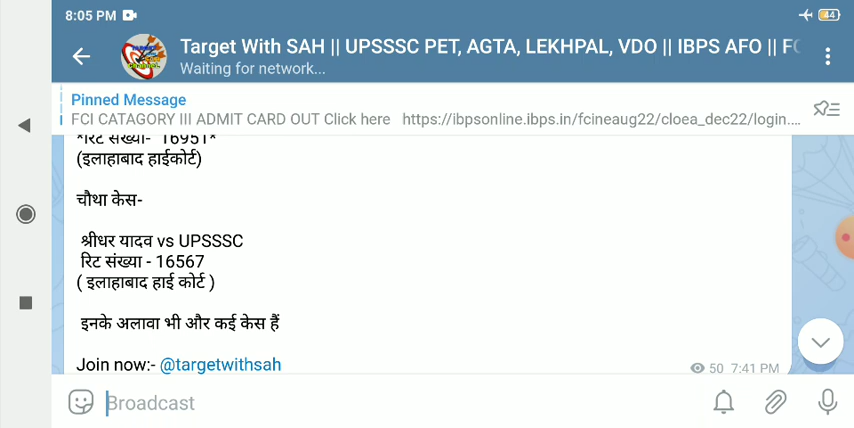 8:05 PM
44
Target With SAH || UPSSSC PET, AGTA, LEKHPAL, VDO || IBPS AFO || FC
Waiting for network...
Pinned Message
FCI CATAGORY III ADMIT CARD OUT Click here https://ibpsonline.ibps.in/fcineaug22/cloea_dec22/login....
*रिट संख्या- 16951*
(इलाहाबाद हाईकोर्ट)
चौथा केस-
श्रीधर यादव vs UPSSSC
रिट संख्या - 16567
( इलाहाबाद हाई कोर्ट )
इनके अलावा भी और कई केस हैं
Join now:- @targetwithsah
50 7:41 PM
Broadcast